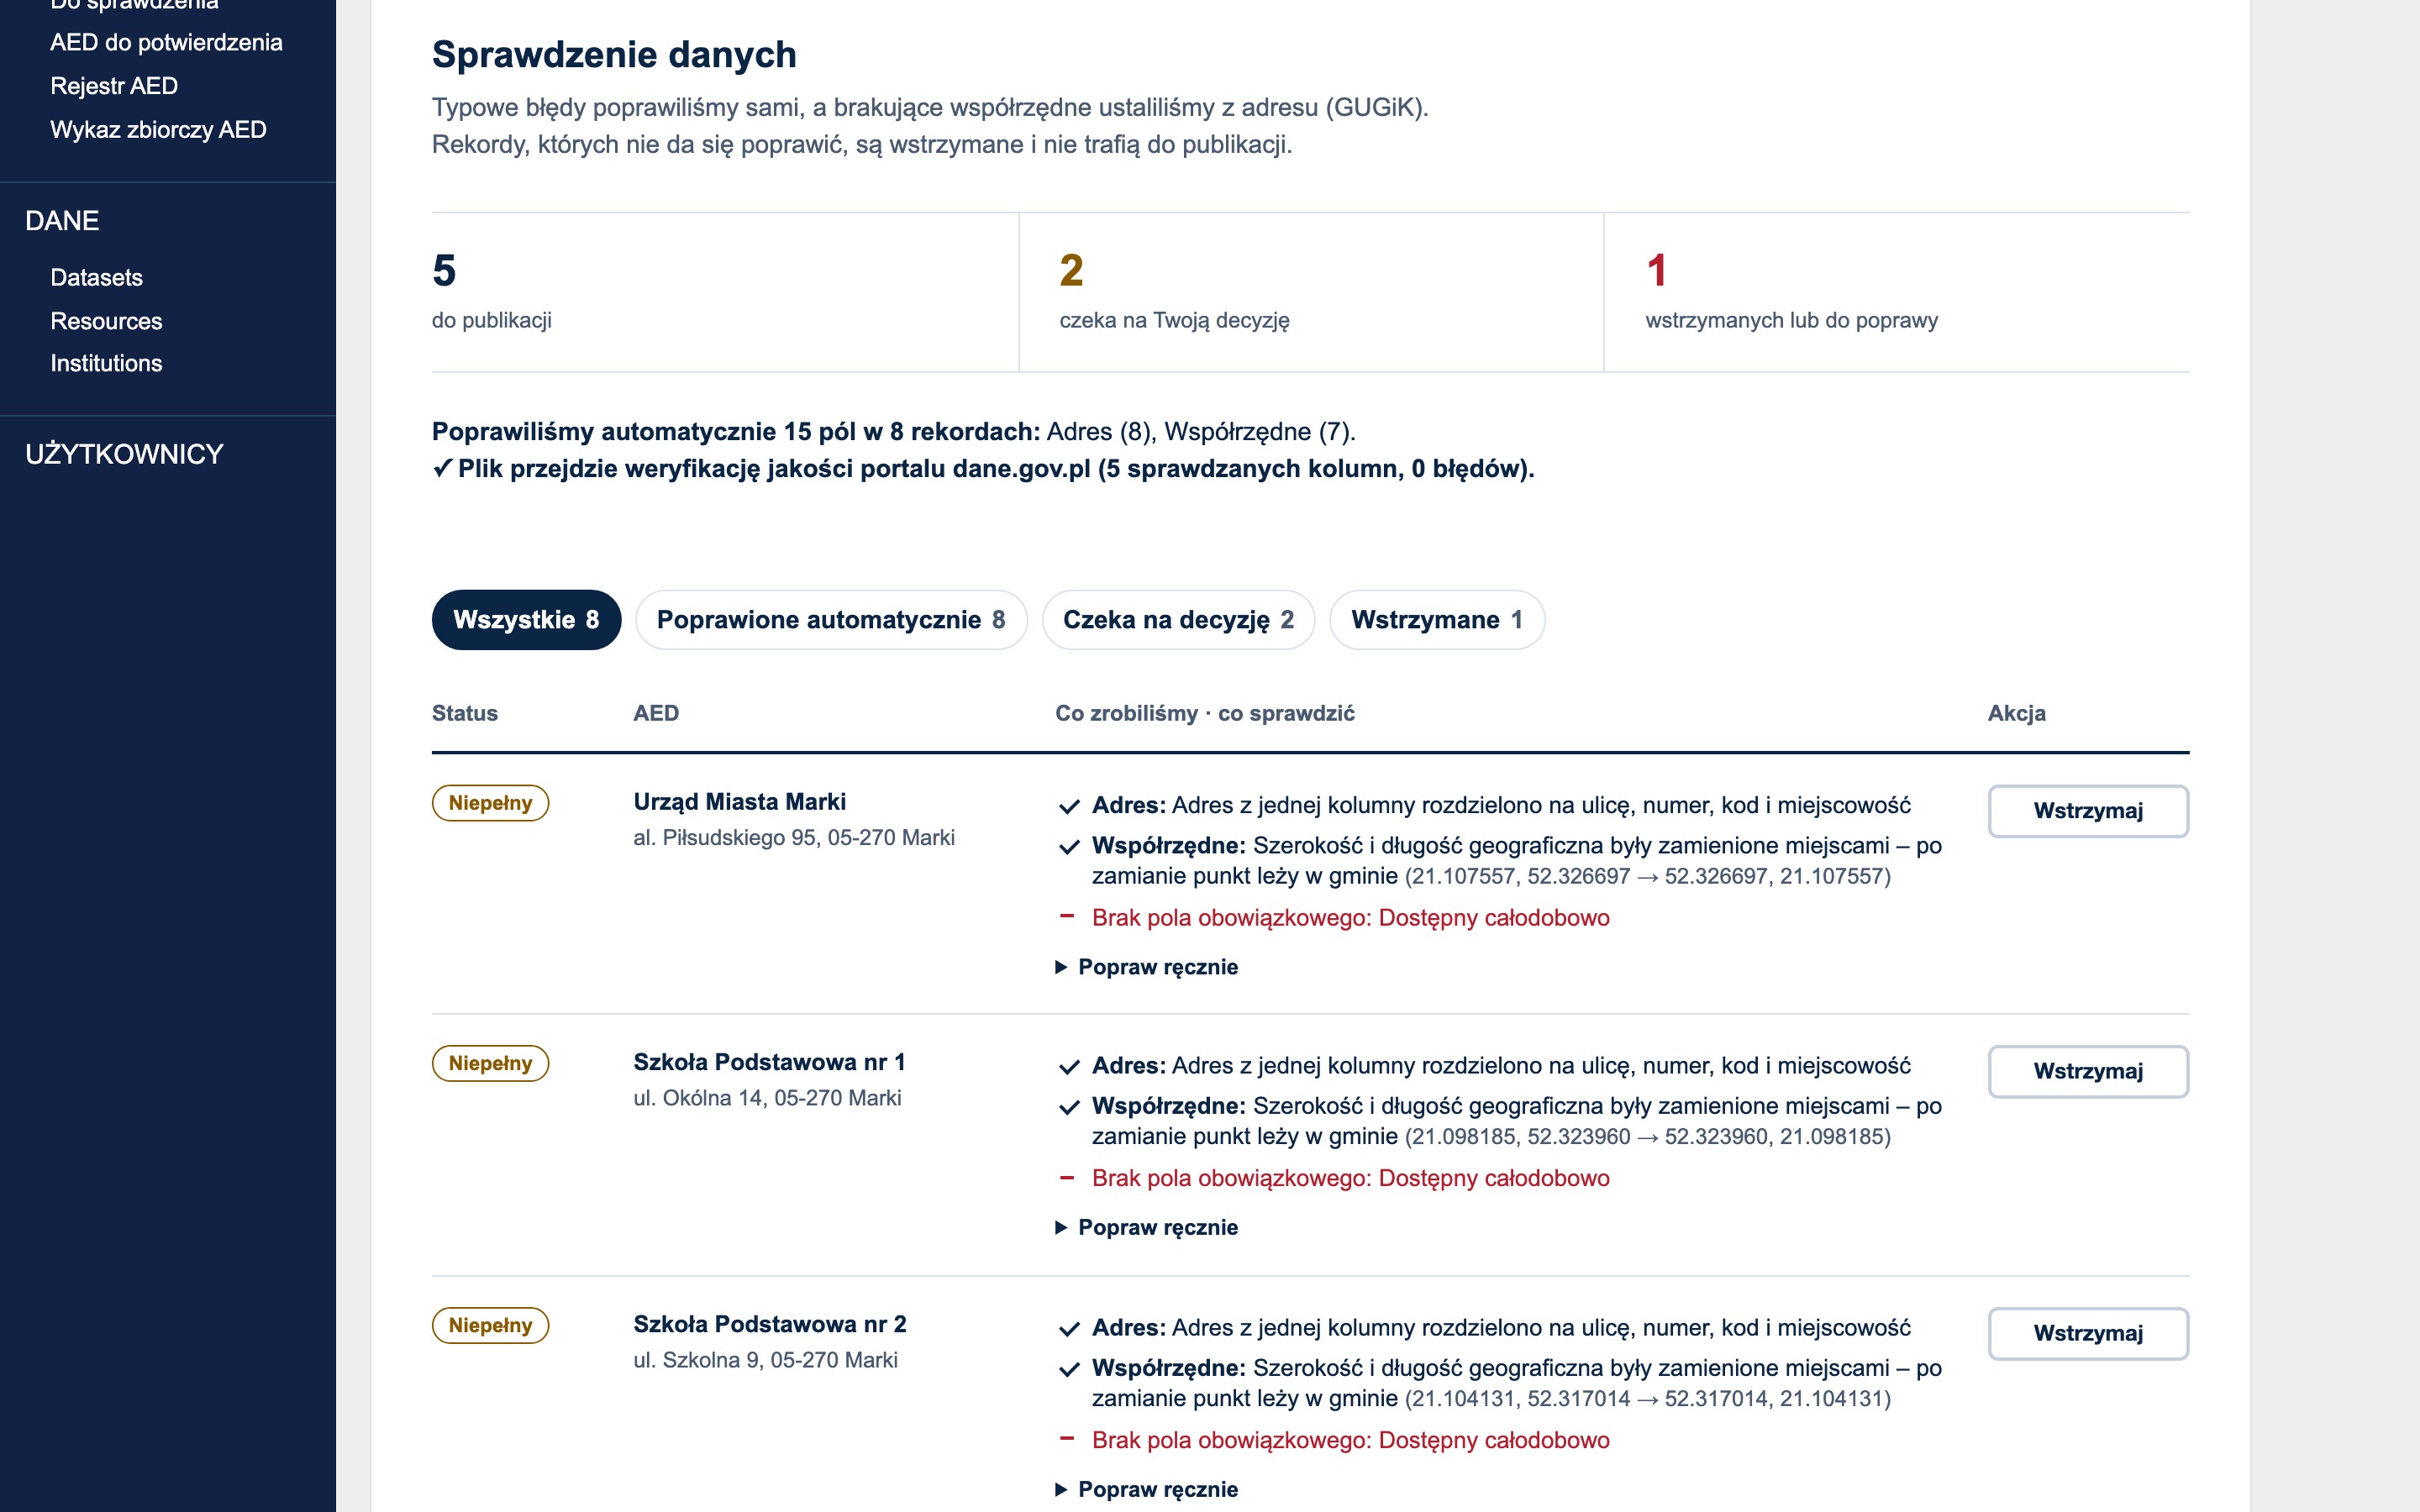 Do sprawdzenia
AED do potwierdzenia
Rejestr AED
Wykaz zbiorczy AED
DANE
Datasets
Resources
Institutions
UŻYTKOWNICY
Sprawdzenie danych
Typowe błędy poprawiliśmy sami, a brakujące współrzędne ustaliliśmy z adresu (GUGiK).
Rekordy, których nie da się poprawić, są wstrzymane i nie trafią do publikacji.
5
do publikacji
2
czeka na Twoją decyzję
1
wstrzymanych lub do poprawy
Poprawiliśmy automatycznie 15 pól w 8 rekordach: Adres (8), Współrzędne (7).
✓ Plik przejdzie weryfikację jakości portalu dane.gov.pl (5 sprawdzanych kolumn, 0 błędów).
Wszystkie 8 Poprawione automatycznie 8 Czeka na decyzję 2 Wstrzymane 1
Status AED Co zrobiliśmy · co sprawdzić Akcja
Niepełny
Urząd Miasta Marki
al. Piłsudskiego 95, 05-270 Marki
✓ Adres: Adres z jednej kolumny rozdzielono na ulicę, numer, kod i miejscowość
✓ Współrzędne: Szerokość i długość geograficzna były zamienione miejscami – po
zamianie punkt leży w gminie (21.107557, 52.326697 → 52.326697, 21.107557)
– Brak pola obowiązkowego: Dostępny całodobowo
▶ Popraw ręcznie
Wstrzymaj
Niepełny
Szkoła Podstawowa nr 1
ul. Okólna 14, 05-270 Marki
✓ Adres: Adres z jednej kolumny rozdzielono na ulicę, numer, kod i miejscowość
✓ Współrzędne: Szerokość i długość geograficzna były zamienione miejscami – po
zamianie punkt leży w gminie (21.098185, 52.323960 → 52.323960, 21.098185)
– Brak pola obowiązkowego: Dostępny całodobowo
▶ Popraw ręcznie
Wstrzymaj
Niepełny
Szkoła Podstawowa nr 2
ul. Szkolna 9, 05-270 Marki
✓ Adres: Adres z jednej kolumny rozdzielono na ulicę, numer, kod i miejscowość
✓ Współrzędne: Szerokość i długość geograficzna były zamienione miejscami – po
zamianie punkt leży w gminie (21.104131, 52.317014 → 52.317014, 21.104131)
– Brak pola obowiązkowego: Dostępny całodobowo
▶ Popraw ręcznie
Wstrzymaj